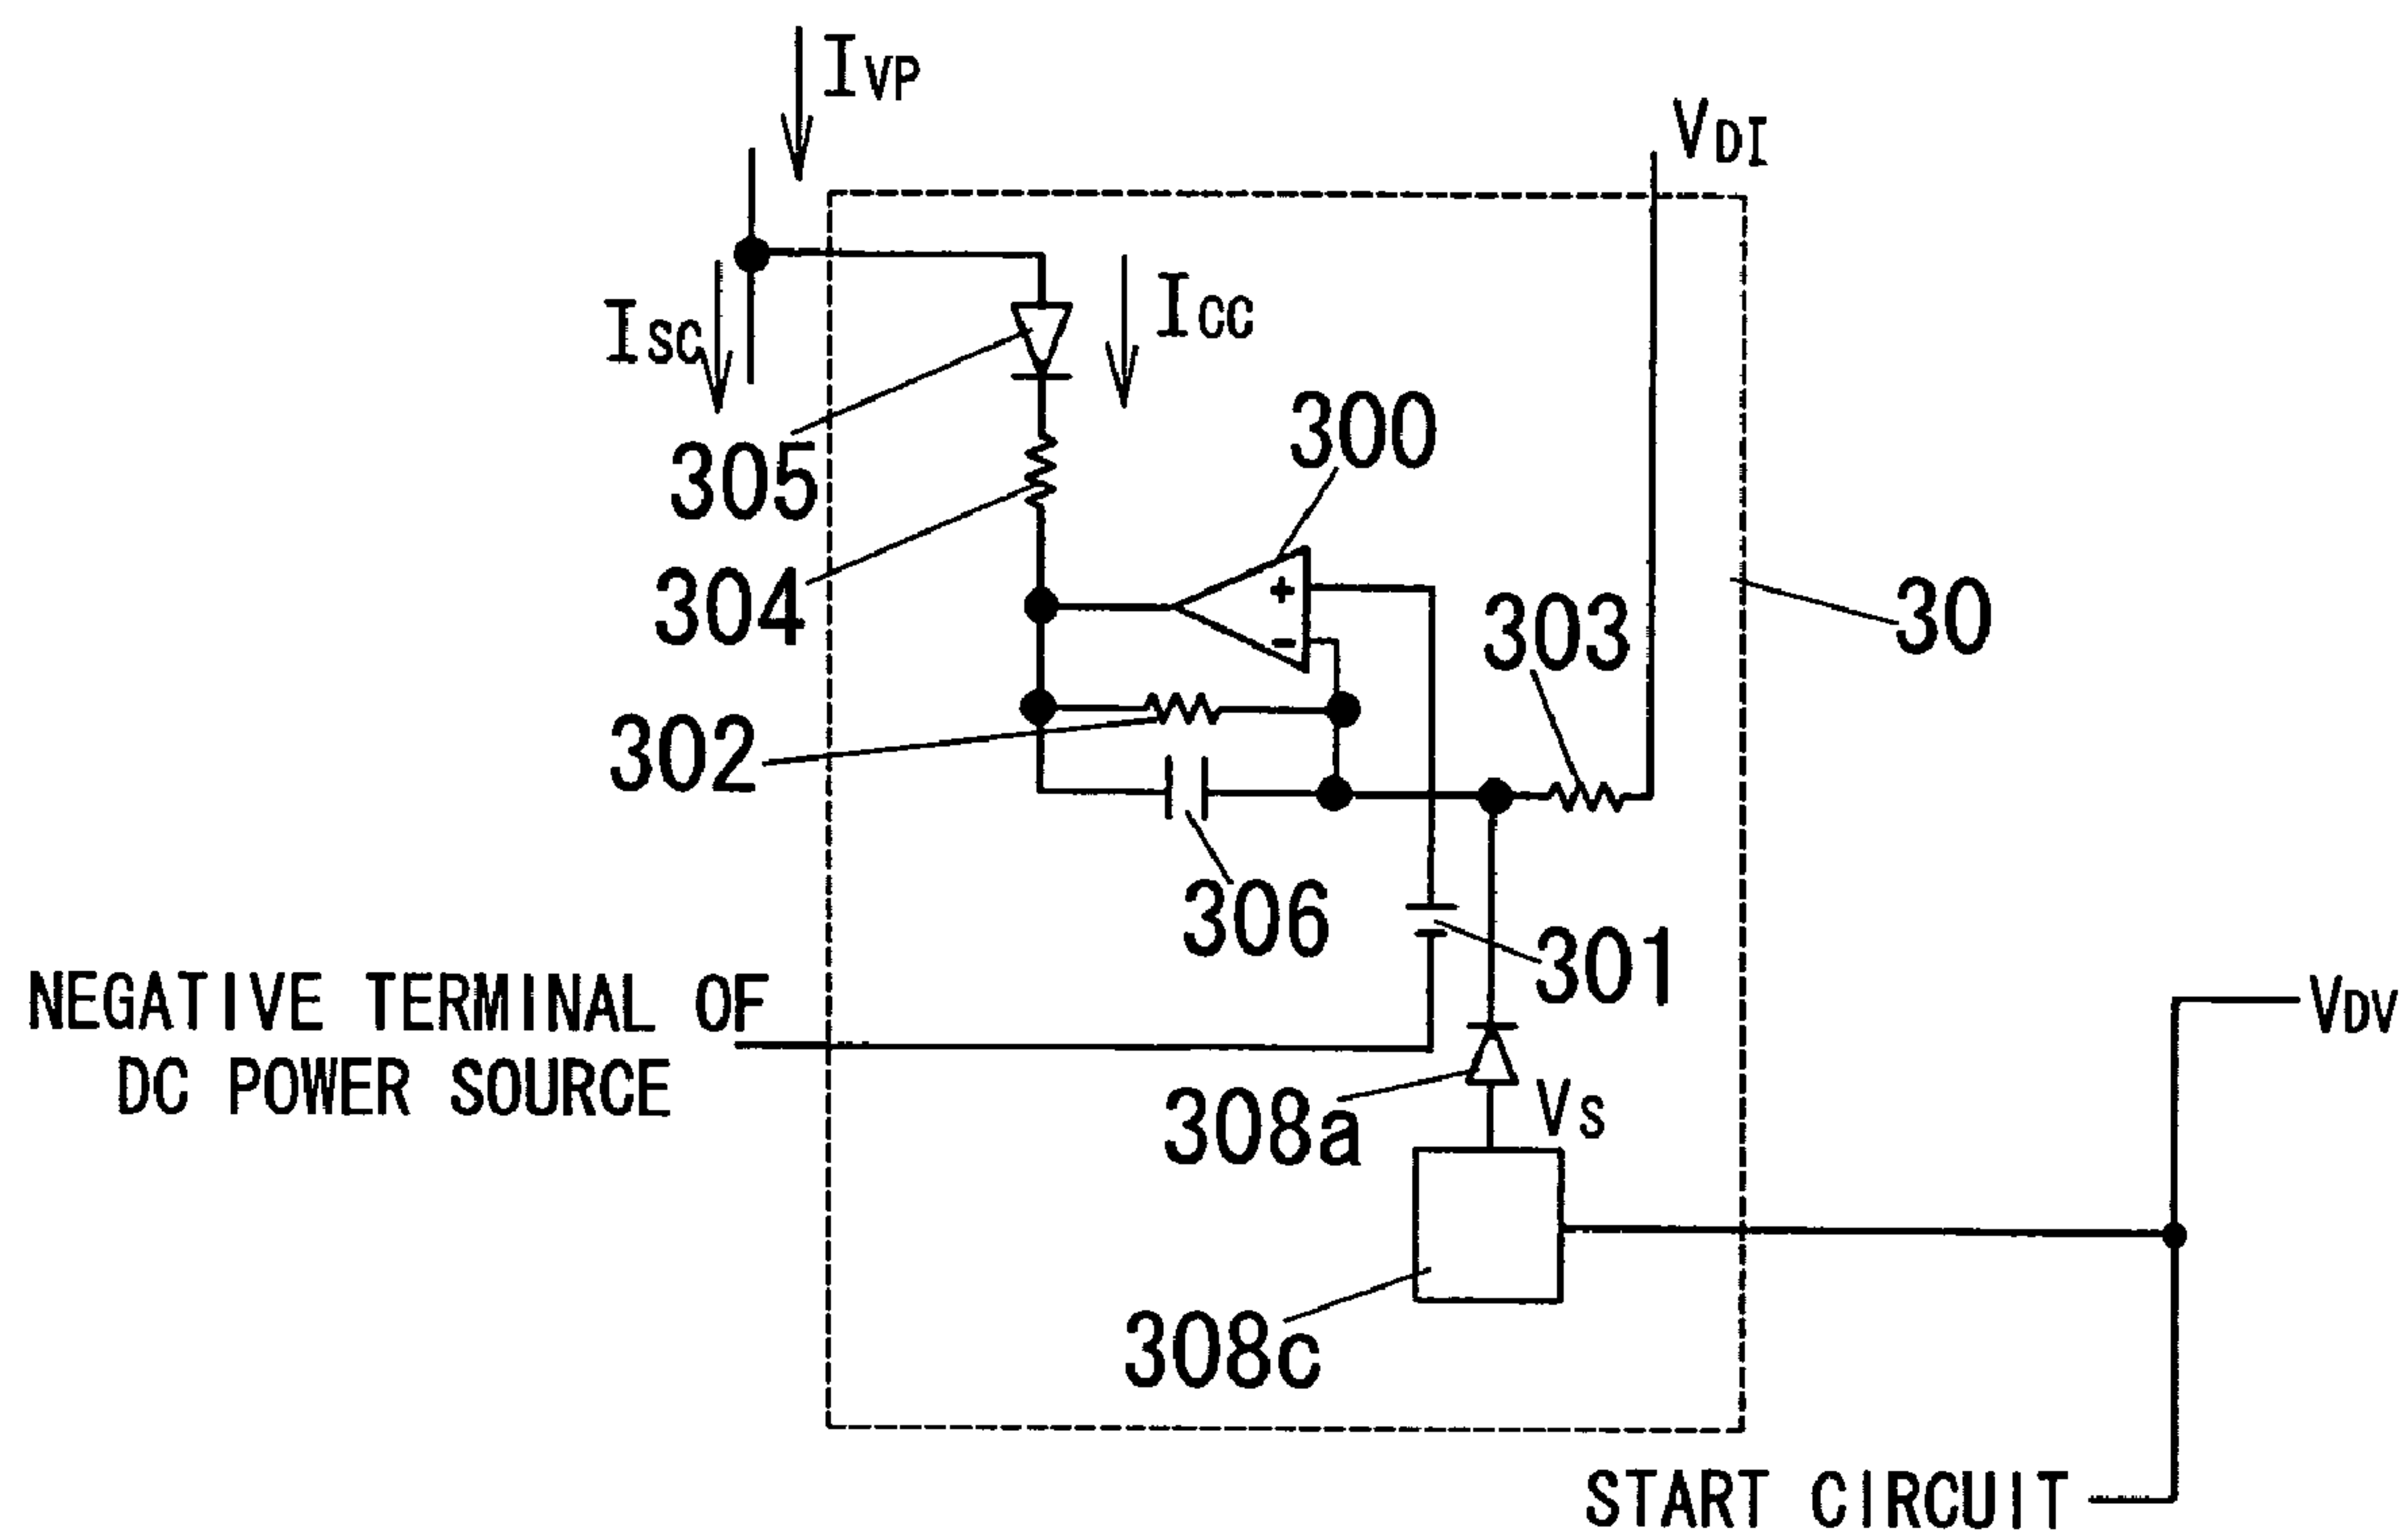 IVP
VDI
ISC
ICC
300
305
304
303
30
302
306
301
NEGATIVE TERMINAL OF
DC POWER SOURCE
VDV
308a
VS
308c
START CIRCUIT
+
-